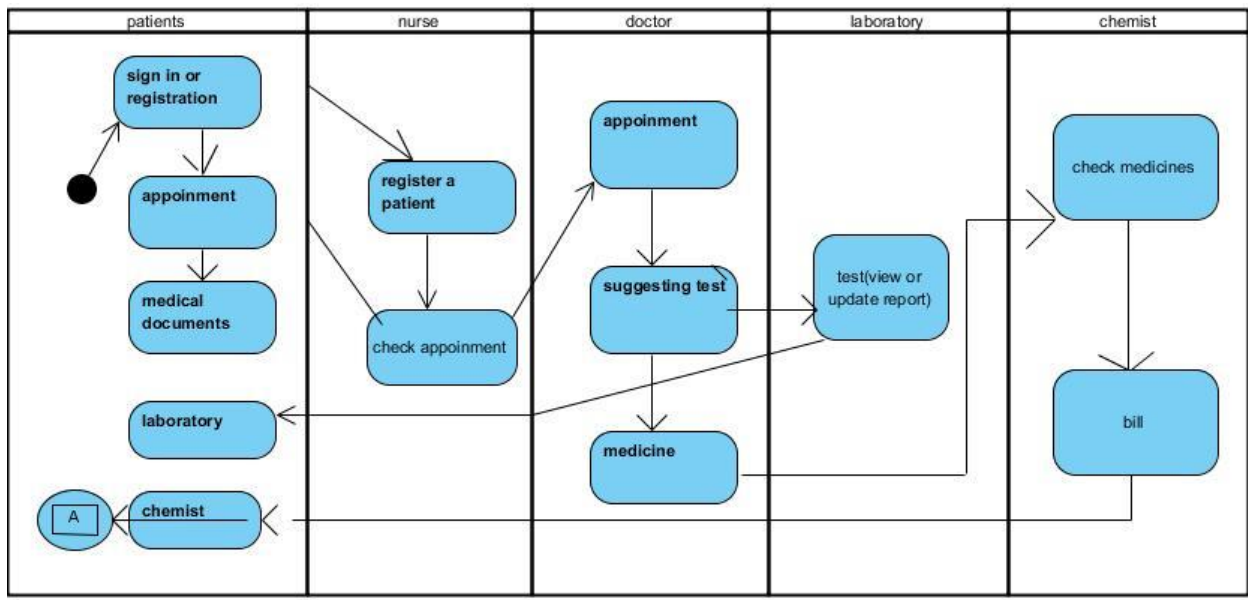 patients
nurse
doctor
laboratory
chemist
sign in or
registration
appoinment
medical
documents
laboratory
chemist
A
register a
patient
check appoinment
appoinment
suggesting test
medicine
test(view or
update report)
check medicines
bill